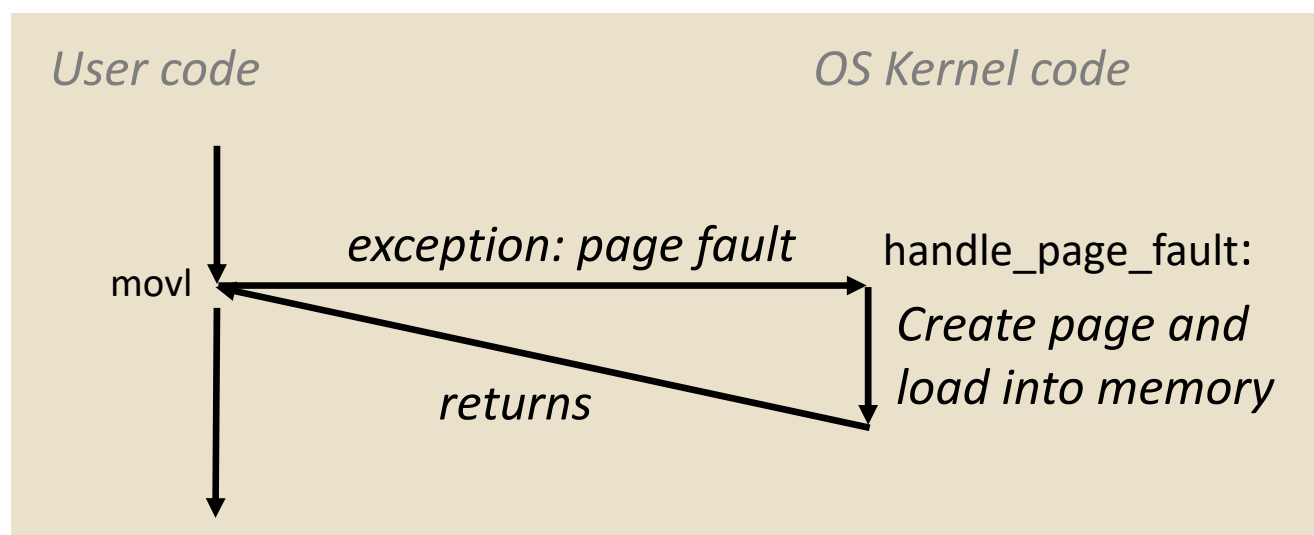 User code
OS Kernel code
exception: page fault
handle_page_fault:
movl
Create page and
load into memory
returns